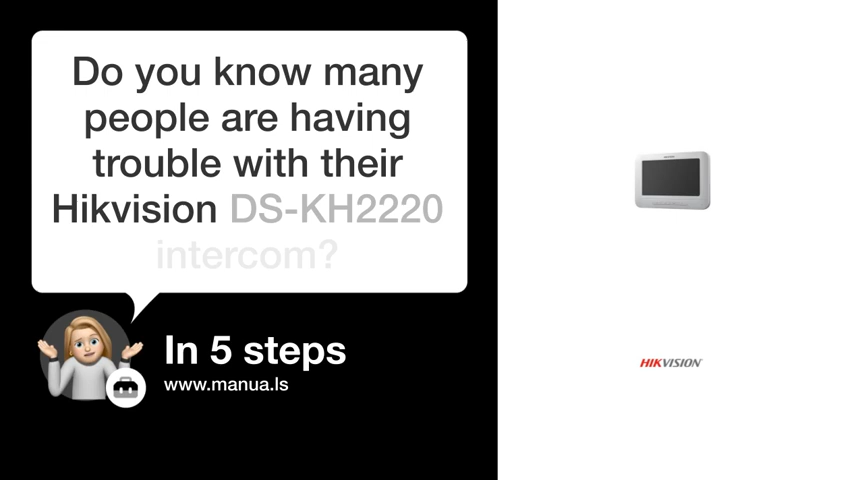 Do you know many
people are having
trouble with their
Hikvision DS-KH2220
intercom?
In 5 steps
www.manua.ls
HIKVISION